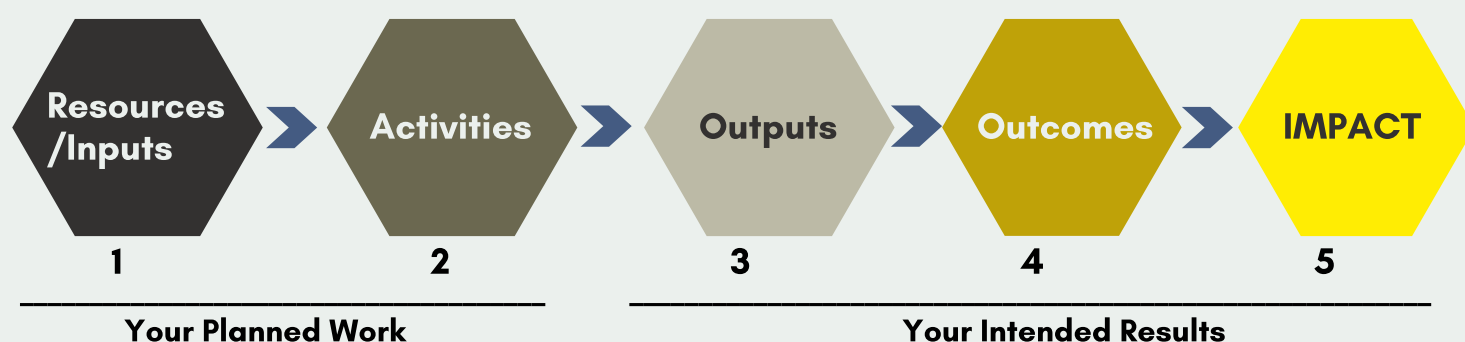 Resources
/Inputs
Activities
Outputs
Outcomes
IMPACT
1
2
3
4
5
Your Planned Work
Your Intended Results